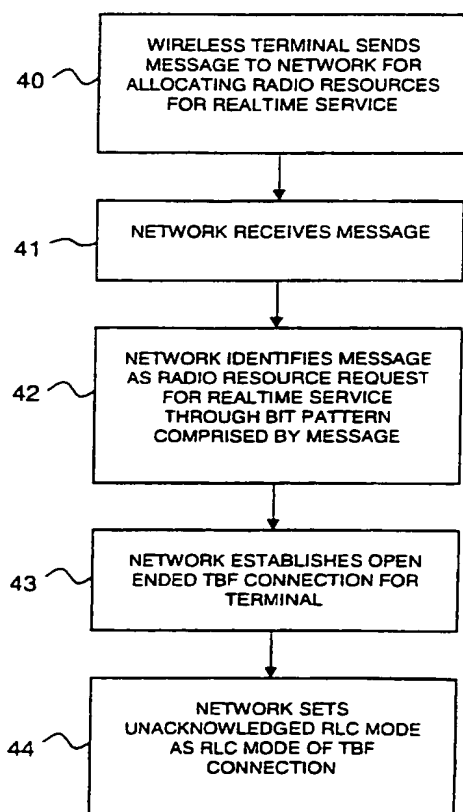 40
WIRELESS TERMINAL SENDS
MESSAGE TO NETWORK FOR
ALLOCATING RADIO RESOURCES
FOR REALTIME SERVICE
41
NETWORK RECEIVES MESSAGE
42
NETWORK IDENTIFIES MESSAGE
AS RADIO RESOURCE REQUEST
FOR REALTIME SERVICE
THROUGH BIT PATTERN
COMPRISED BY MESSAGE
43
NETWORK ESTABLISHES OPEN
ENDED TBF CONNECTION FOR
TERMINAL
44
NETWORK SETS
UNACKNOWLEDGED RLC MODE
AS RLC MODE OF TBF
CONNECTION